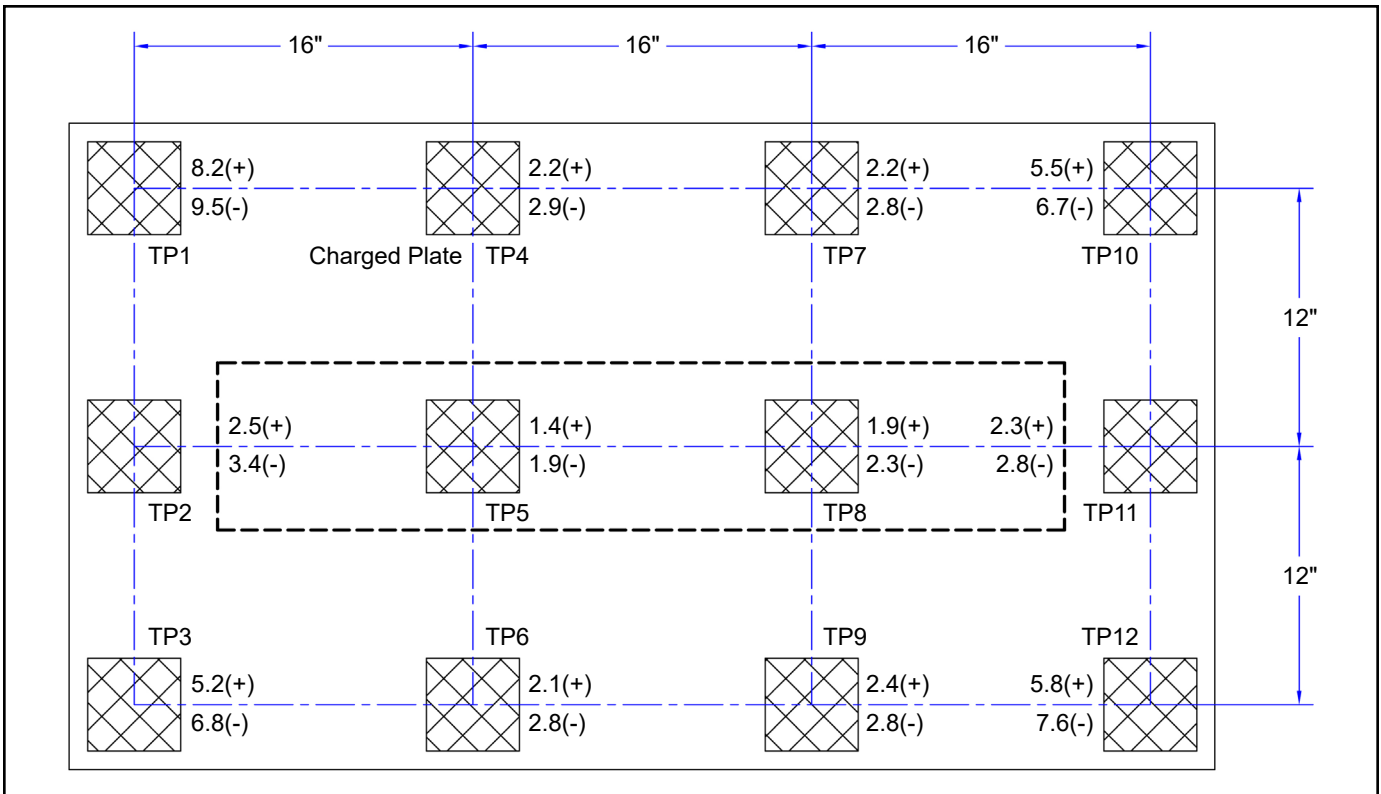 16" 16" 16"
8.2(+) 2.2(+) 2.2(+) 5.5(+)
9.5(-) 2.9(-) 2.8(-) 6.7(-)
TP1 Charged Plate TP4 TP7 TP10
12"
2.5(+) 1.4(+) 1.9(+) 2.3(+)
3.4(-) 1.9(-) 2.3(-) 2.8(-)
TP2 TP5 TP8 TP11
12"
TP3 TP6 TP9 TP12
5.2(+) 2.1(+) 2.4(+) 5.8(+)
6.8(-) 2.8(-) 2.8(-) 7.6(-)